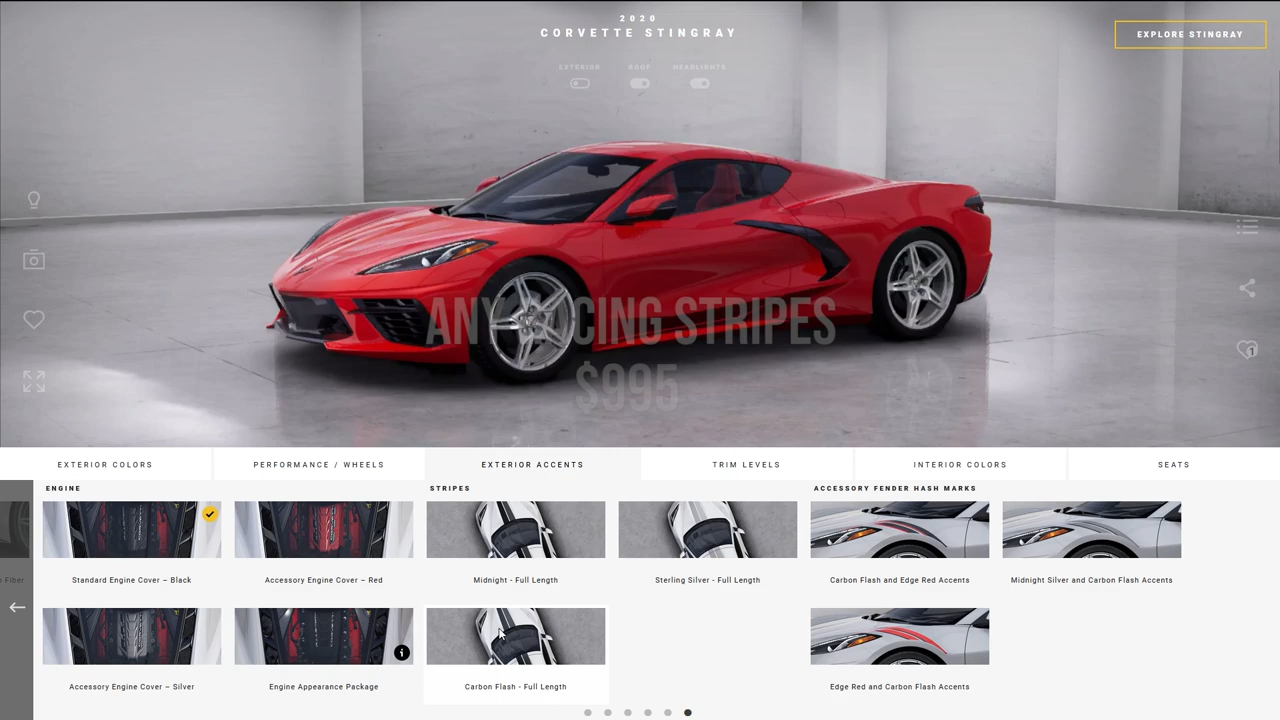 2020
CORVETTE STINGRAY
EXPLORE STINGRAY
EXTERIOR
ROOF
HEADLIGHTS
1
ANY RACING STRIPES
$995
EXTERIOR COLORS
PERFORMANCE / WHEELS
EXTERIOR ACCENTS
TRIM LEVELS
INTERIOR COLORS
SEATS
ENGINE
STRIPES
ACCESSORY FENDER HASH MARKS
Fiber
Standard Engine Cover – Black
Accessory Engine Cover – Red
Midnight - Full Length
Sterling Silver - Full Length
Carbon Flash and Edge Red Accents
Midnight Silver and Carbon Flash Accents
Accessory Engine Cover – Silver
Engine Appearance Package
Carbon Flash - Full Length
Edge Red and Carbon Flash Accents